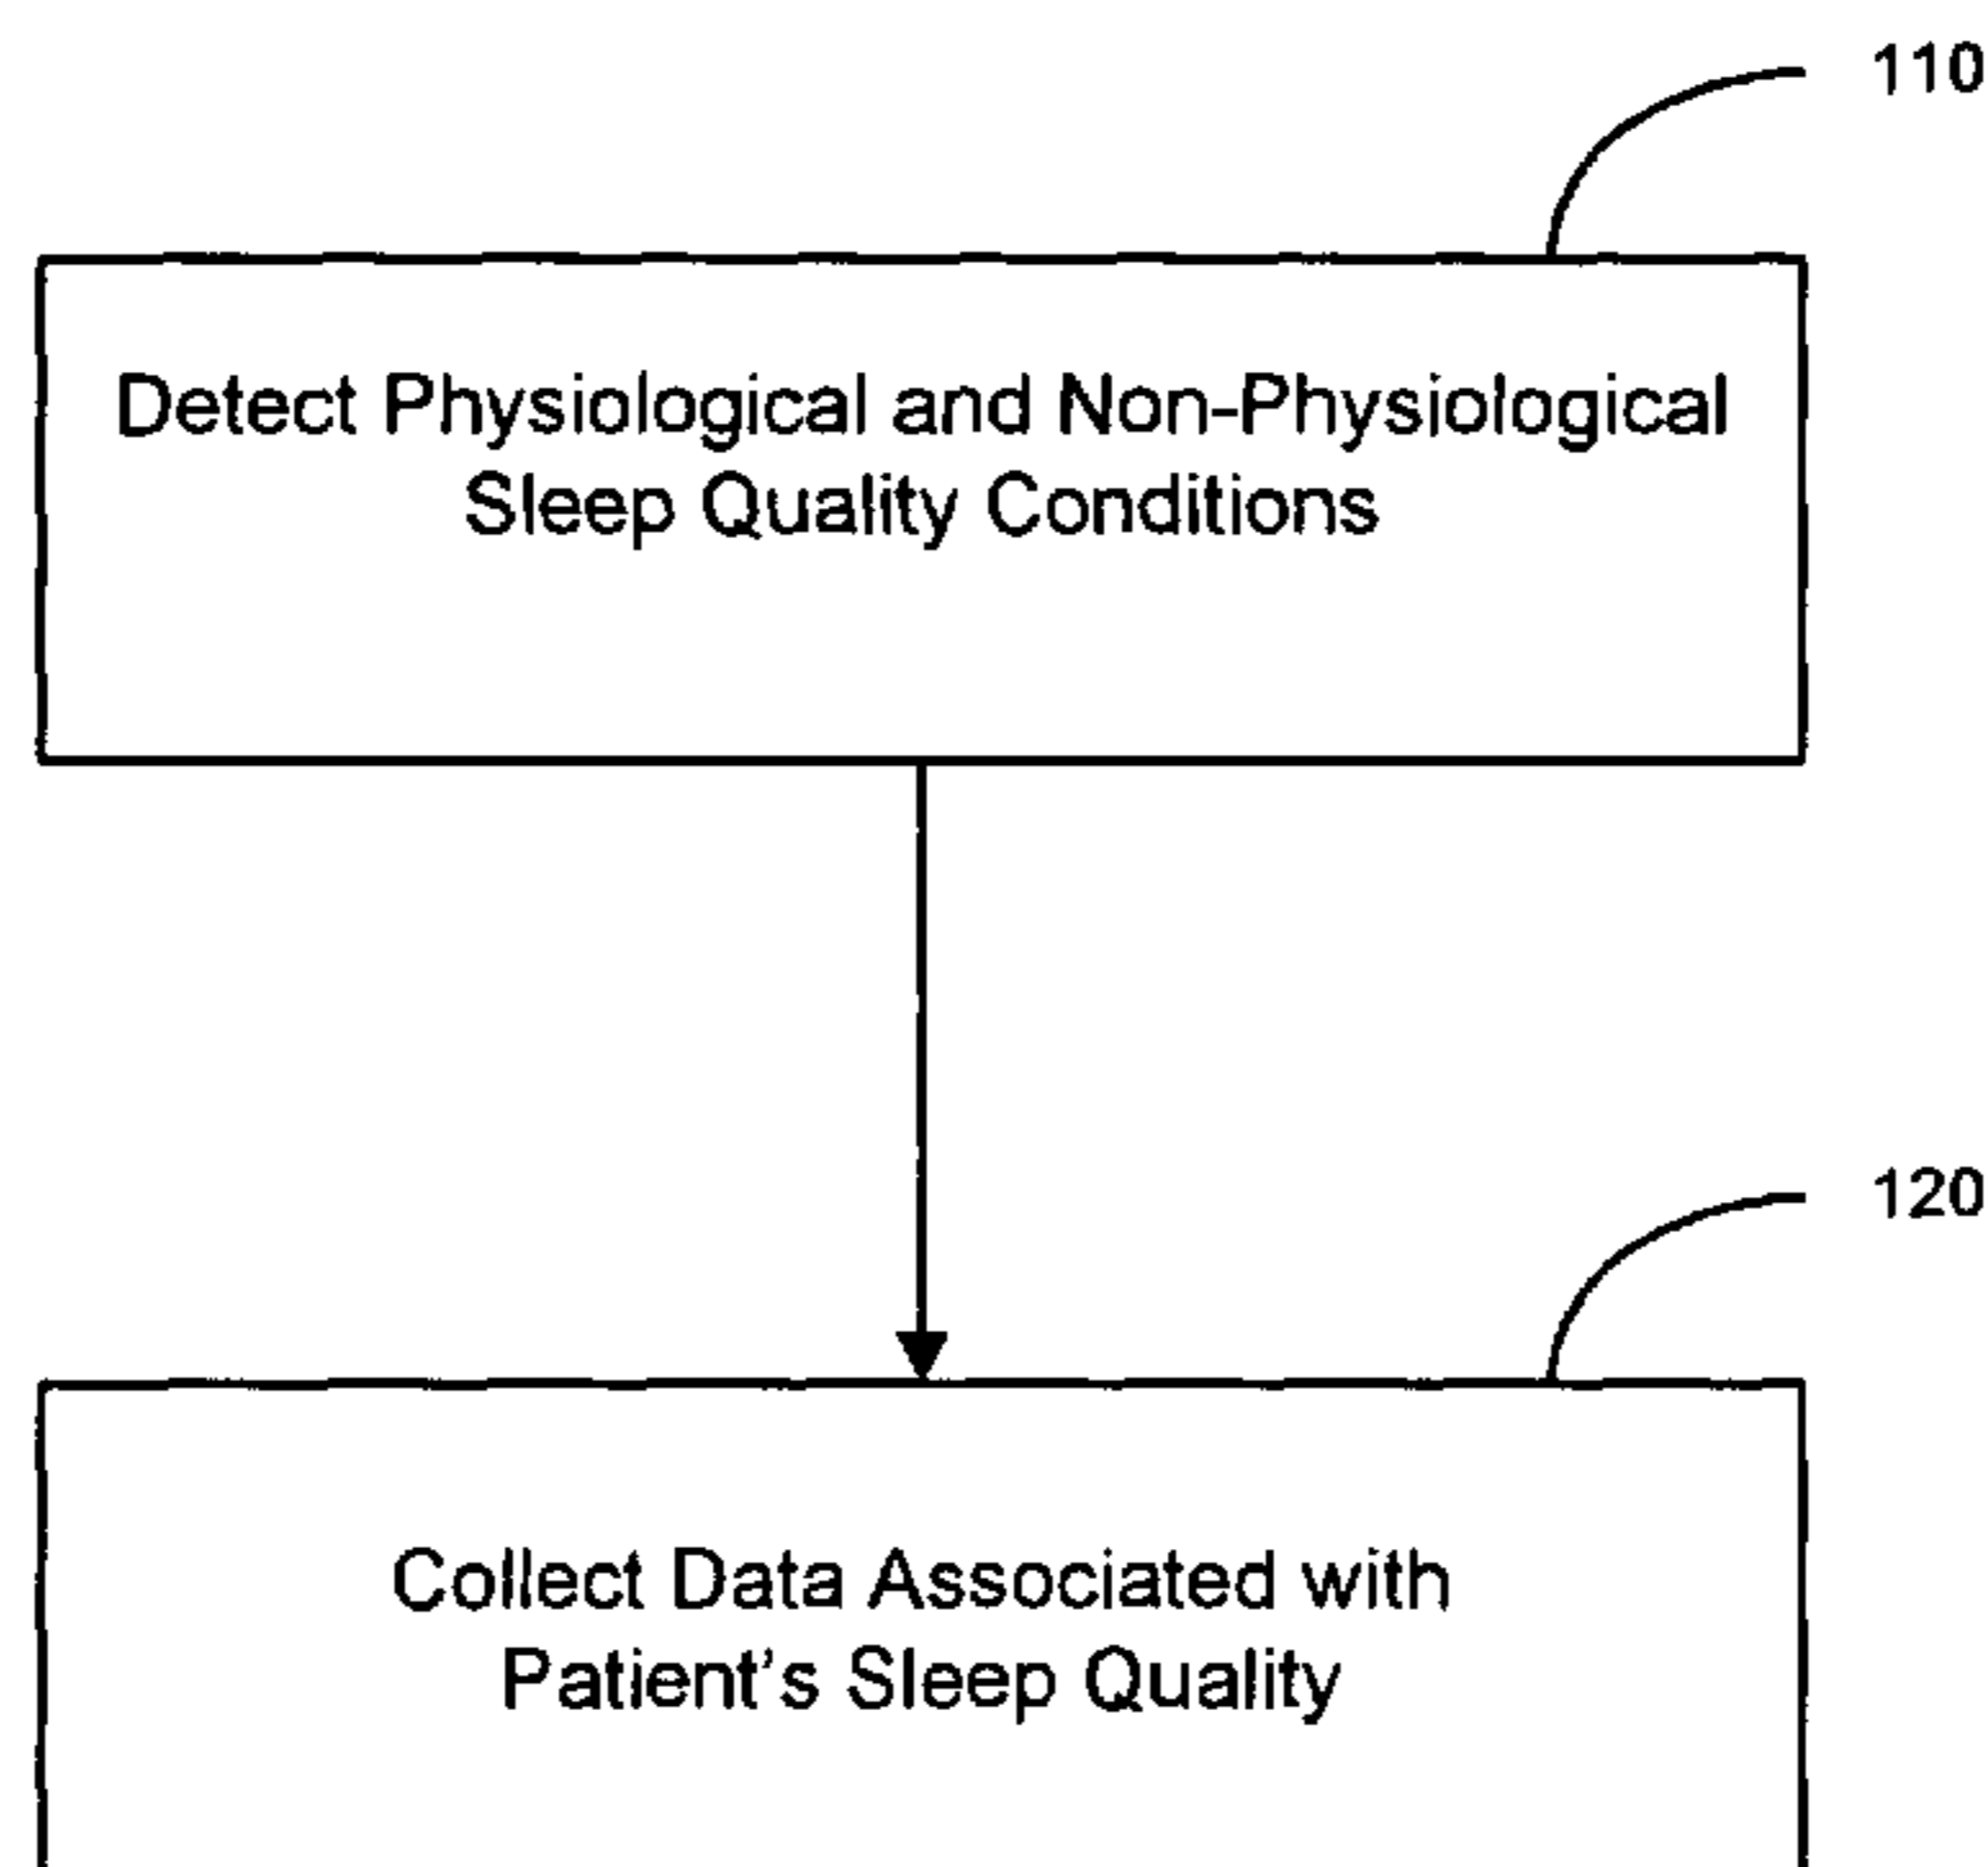 110
Detect Physiological and Non-Physiological
Sleep Quality Conditions
120
Collect Data Associated with
Patient's Sleep Quality